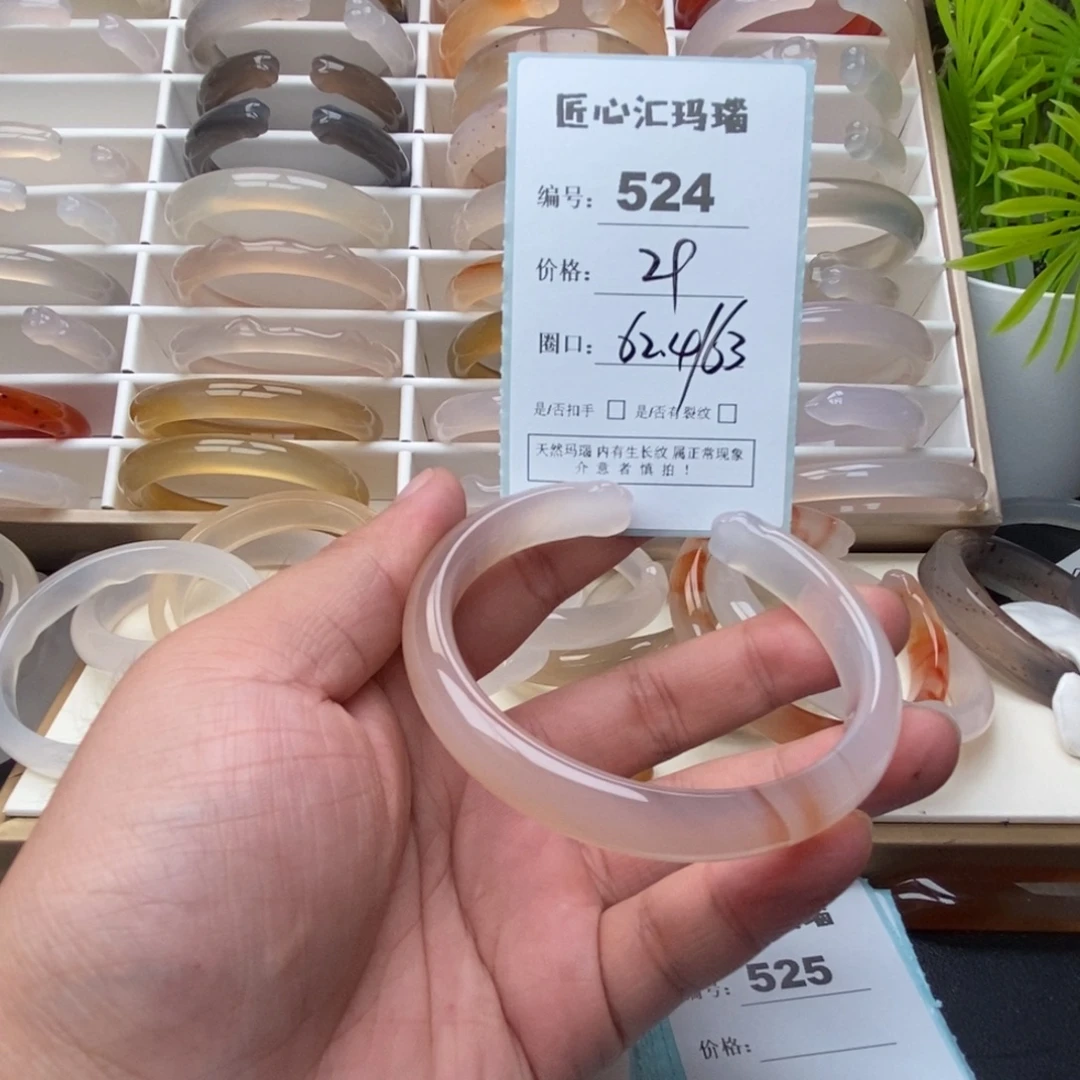 匠心汇玛瑙
编号: 524
价格:
圈口: 62.4/63
是/否扣手 □ 是/否有裂纹 □
天然玛瑙 内有生长纹 属正常现象
介意者慎拍!
525
价格: